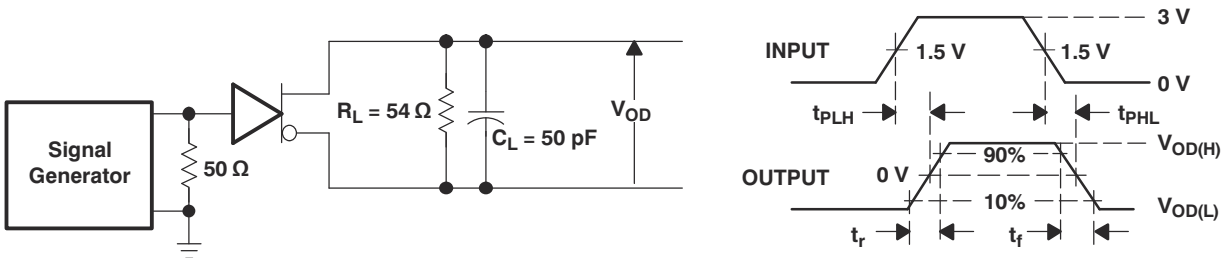 Signal
Generator
50 Ω
R_L = 54 Ω
C_L = 50 pF
V_OD
INPUT
3 V
1.5 V
1.5 V
0 V
t_PLH
t_PHL
OUTPUT
0 V
90%
10%
V_OD(H)
V_OD(L)
t_r
t_f